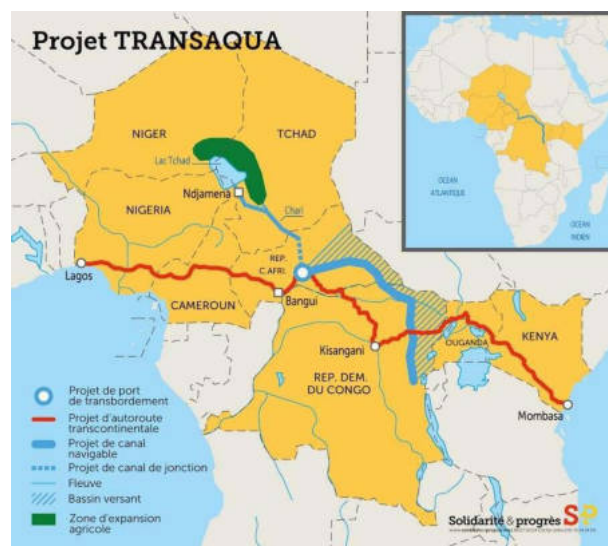 Projet TRANSAQUA
NIGER
TCHAD
Lac Tchad
Ndjamena
Chari
NIGERIA
REP.
C.AFRI.
Lagos
CAMEROUN
Bangui
Kisangani
OUGANDA
KENYA
REP. DEM.
DU CONGO
Mombasa
OCEAN
ATLANTIQUE
OCEAN
INDIEN
Projet de port
de transbordement
Projet d'autoroute
transcontinentale
Projet de canal
navigable
Projet de canal de jonction
Fleuve
Bassin versant
Zone d'expansion
agricole
Solidarité & progrès SP